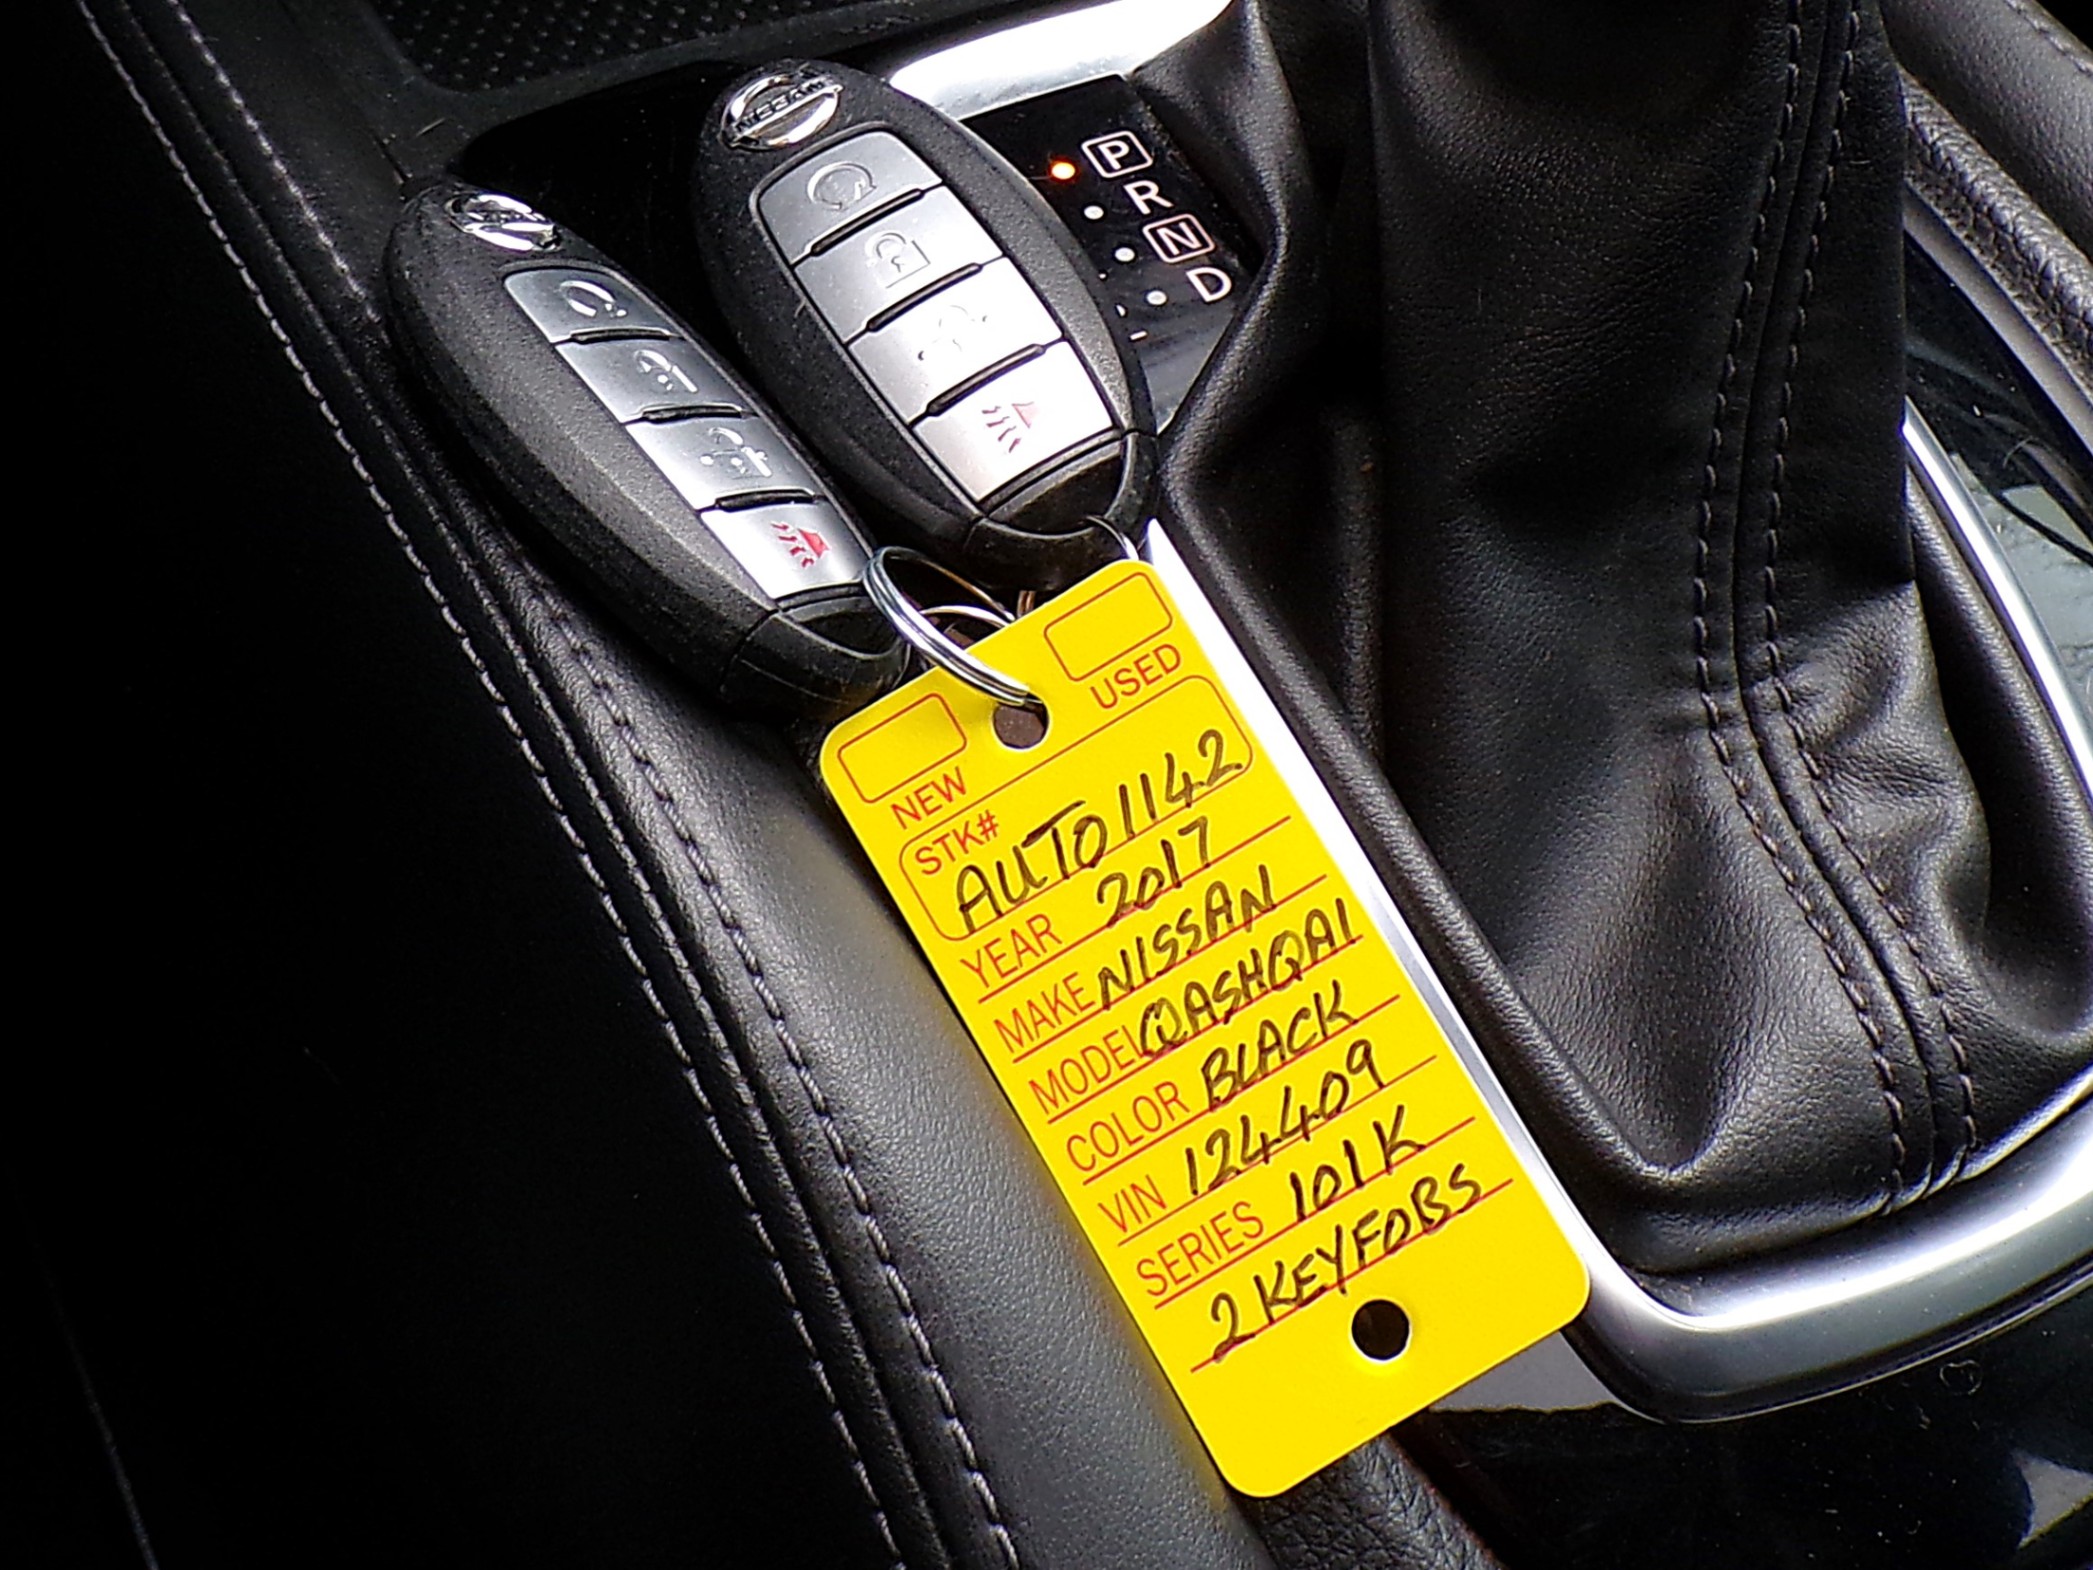 NISSAN
P
R
N
D
USED
NEW
STK#
AUTO1142
YEAR 2017
MAKE NISSAN
MODEL QASHQAI
COLOR BLACK
VIN 124409
SERIES 101K
2 KEYFOBS